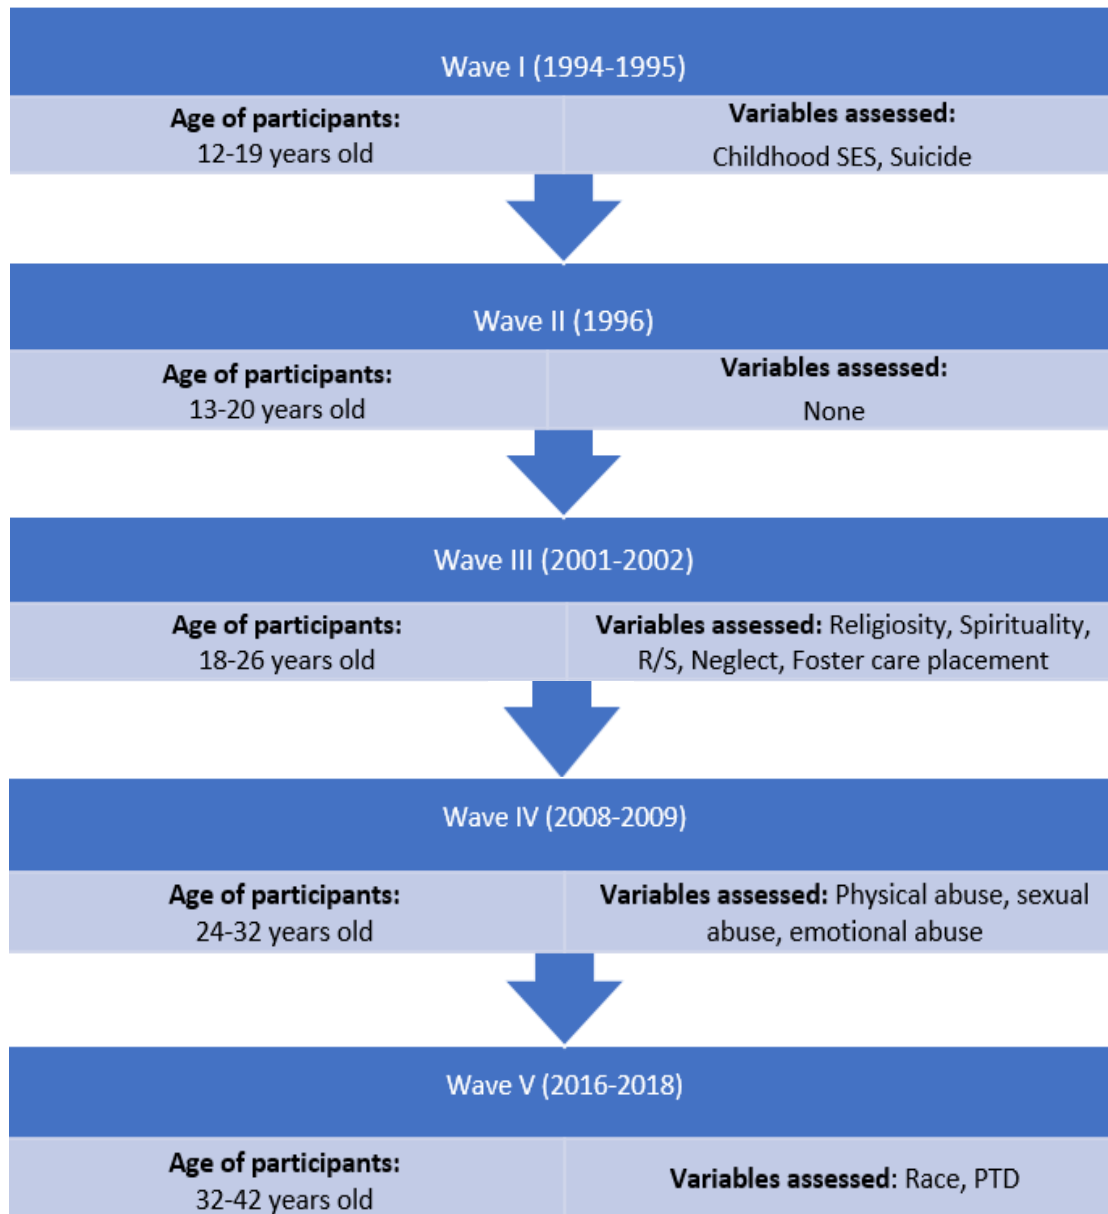 Wave I (1994-1995)
Age of participants:
12-19 years old
Variables assessed:
Childhood SES, Suicide
Wave II (1996)
Age of participants:
13-20 years old
Variables assessed:
None
Wave III (2001-2002)
Age of participants:
18-26 years old
Variables assessed: Religiosity, Spirituality,
R/S, Neglect, Foster care placement
Wave IV (2008-2009)
Age of participants:
24-32 years old
Variables assessed: Physical abuse, sexual
abuse, emotional abuse
Wave V (2016-2018)
Age of participants:
32-42 years old
Variables assessed: Race, PTD